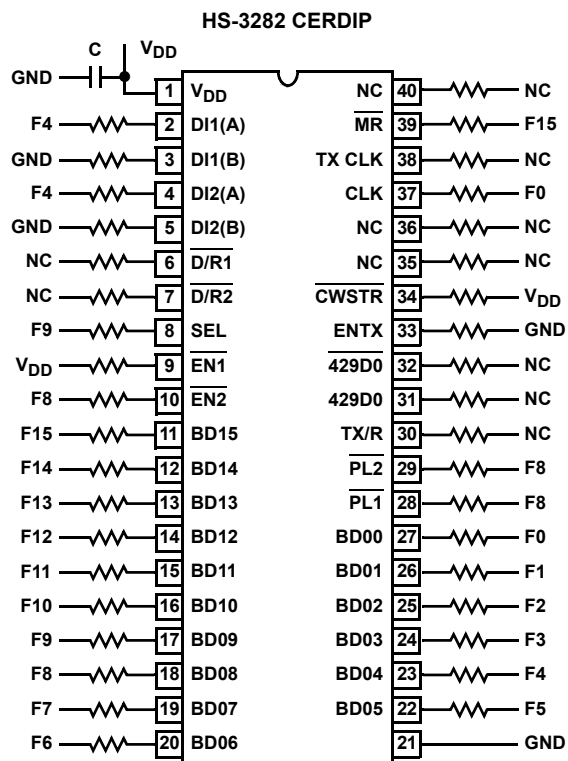 HS-3282 CERDIP
C VDD
GND 1 VDD NC 40 NC
F4 2 DI1(A) MR 39 F15
GND 3 DI1(B) TX CLK 38 NC
F4 4 DI2(A) CLK 37 F0
GND 5 DI2(B) NC 36 NC
NC 6 D/R1 NC 35 NC
NC 7 D/R2 CWSTR 34 VDD
F9 8 SEL ENTX 33 GND
VDD 9 EN1 429D0 32 NC
F8 10 EN2 429D0 31 NC
F15 11 BD15 TX/R 30 NC
F14 12 BD14 PL2 29 F8
F13 13 BD13 PL1 28 F8
F12 14 BD12 BD00 27 F0
F11 15 BD11 BD01 26 F1
F10 16 BD10 BD02 25 F2
F9 17 BD09 BD03 24 F3
F8 18 BD08 BD04 23 F4
F7 19 BD07 BD05 22 F5
F6 20 BD06 21 GND